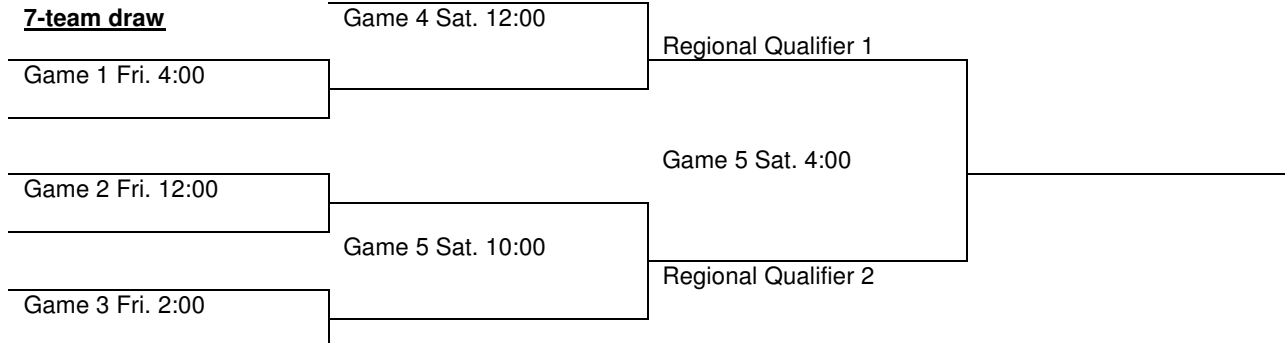 7-team draw
Game 4 Sat. 12:00
Regional Qualifier 1
Game 1 Fri. 4:00
Game 5 Sat. 4:00
Game 2 Fri. 12:00
Game 5 Sat. 10:00
Regional Qualifier 2
Game 3 Fri. 2:00